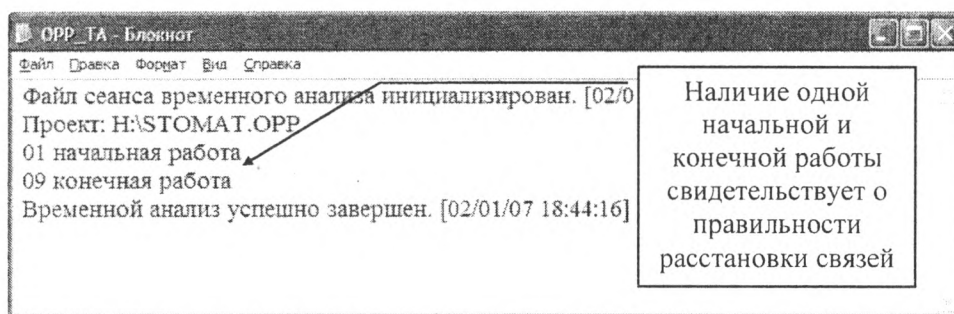 OPP_TA - Блокнот
Файл Правка Формат Вид Справка
Файл сеанса временного анализа инициализирован. [02/0
Проект: H:\STOMAT.OPP
01 начальная работа
09 конечная работа
Временной анализ успешно завершен. [02/01/07 18:44:16]
Наличие одной
начальной и
конечной работы
свидетельствует о
правильности
расстановки связей